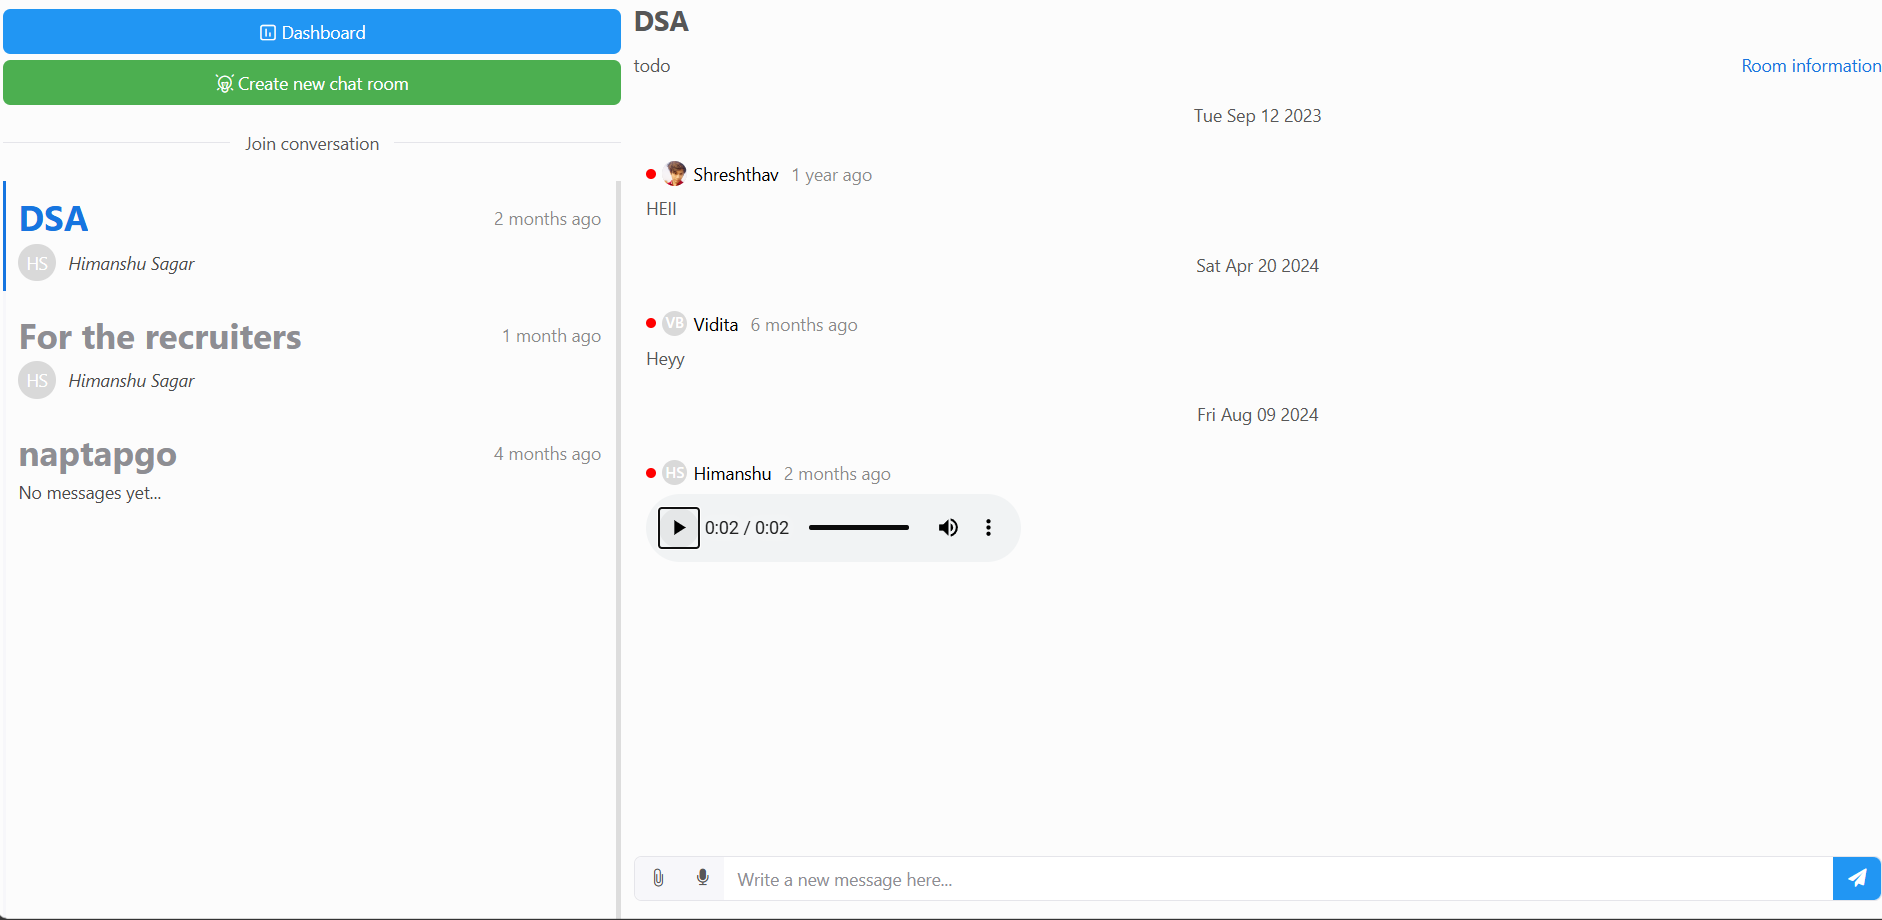 Dashboard
Create new chat room
Join conversation
DSA
2 months ago
HS
Himanshu Sagar
For the recruiters
1 month ago
HS
Himanshu Sagar
naptapgo
4 months ago
No messages yet...
DSA
todo
Room information
Tue Sep 12 2023
Shreshthav 1 year ago
HEll
Sat Apr 20 2024
VB Vidita 6 months ago
Heyy
Fri Aug 09 2024
HS Himanshu 2 months ago
0:02 / 0:02
Write a new message here...